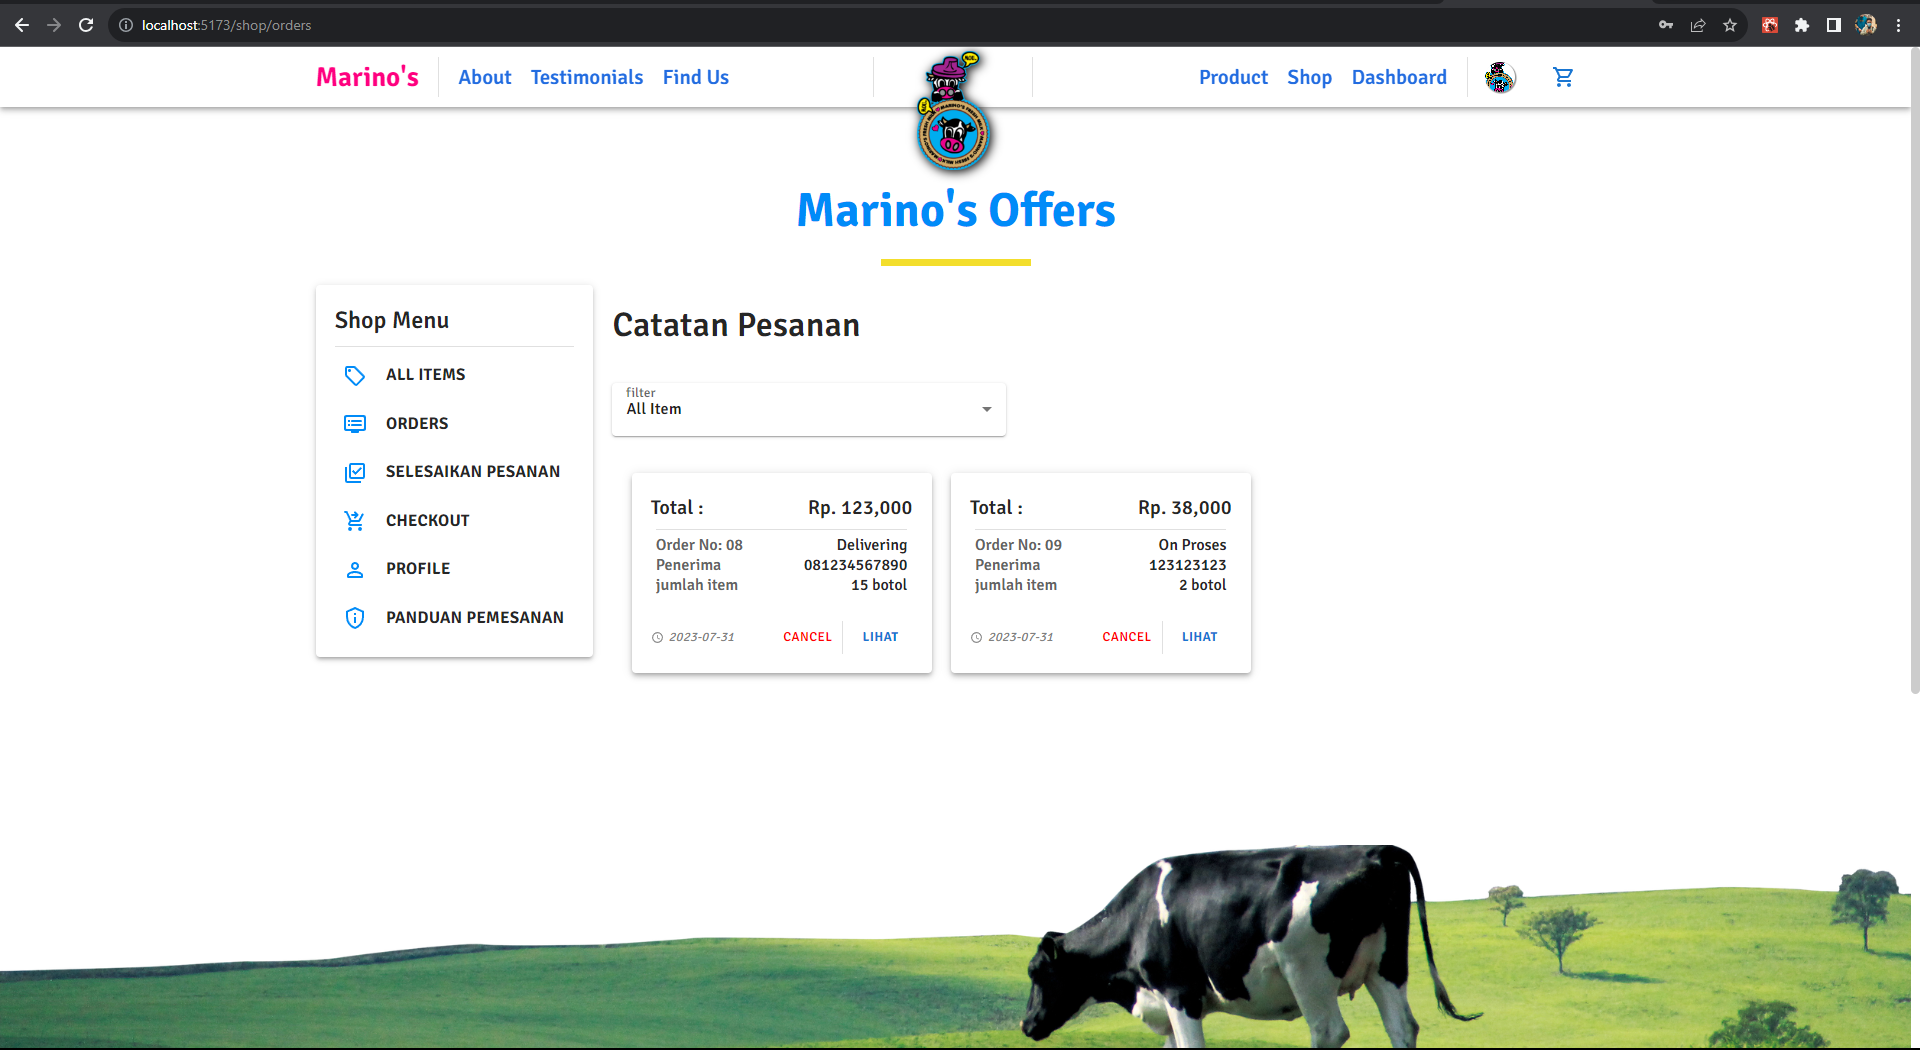 localhost:5173/shop/orders
Marino's
About
Testimonials
Find Us
Product
Shop
Dashboard
Marino's Offers
Shop Menu
ALL ITEMS
ORDERS
SELESAIKAN PESANAN
CHECKOUT
PROFILE
PANDUAN PEMESANAN
Catatan Pesanan
filter
All Item
Total : Rp. 123,000
Order No: 08 Delivering
Penerima 081234567890
jumlah item 15 botol
2023-07-31 CANCEL LIHAT
Total : Rp. 38,000
Order No: 09 On Proses
Penerima 123123123
jumlah item 2 botol
2023-07-31 CANCEL LIHAT